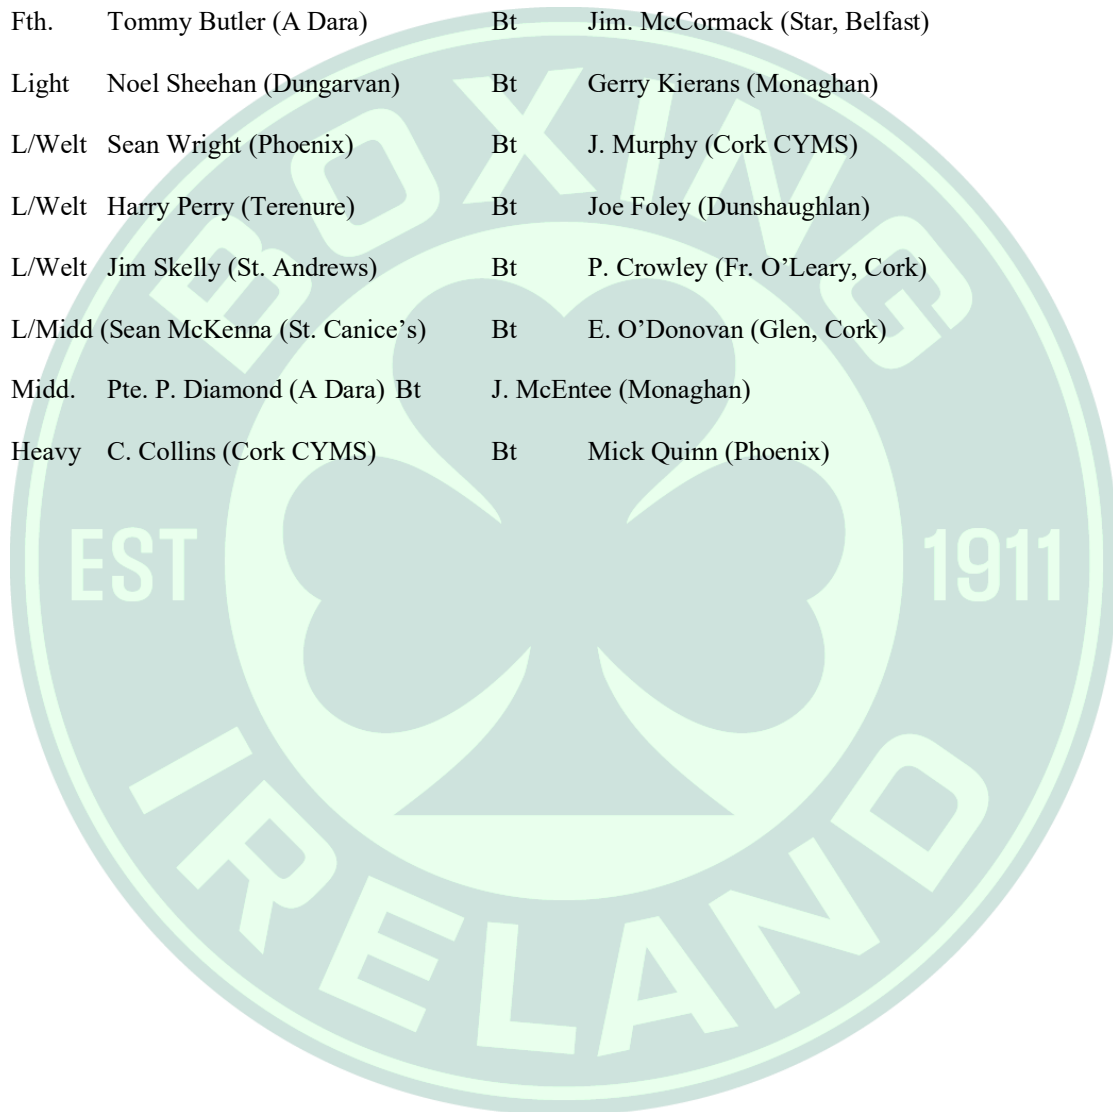 Fth. Tommy Butler (A Dara) Bt Jim. McCormack (Star, Belfast)
Light Noel Sheehan (Dungarvan) Bt Gerry Kierans (Monaghan)
L/Welt Sean Wright (Phoenix) Bt J. Murphy (Cork CYMS)
L/Welt Harry Perry (Terenure) Bt Joe Foley (Dunshaughlan)
L/Welt Jim Skelly (St. Andrews) Bt P. Crowley (Fr. O’Leary, Cork)
L/Midd (Sean McKenna (St. Canice’s) Bt E. O’Donovan (Glen, Cork)
Midd. Pte. P. Diamond (A Dara) Bt J. McEntee (Monaghan)
Heavy C. Collins (Cork CYMS) Bt Mick Quinn (Phoenix)
BOXING
EST 1911
IRELAND